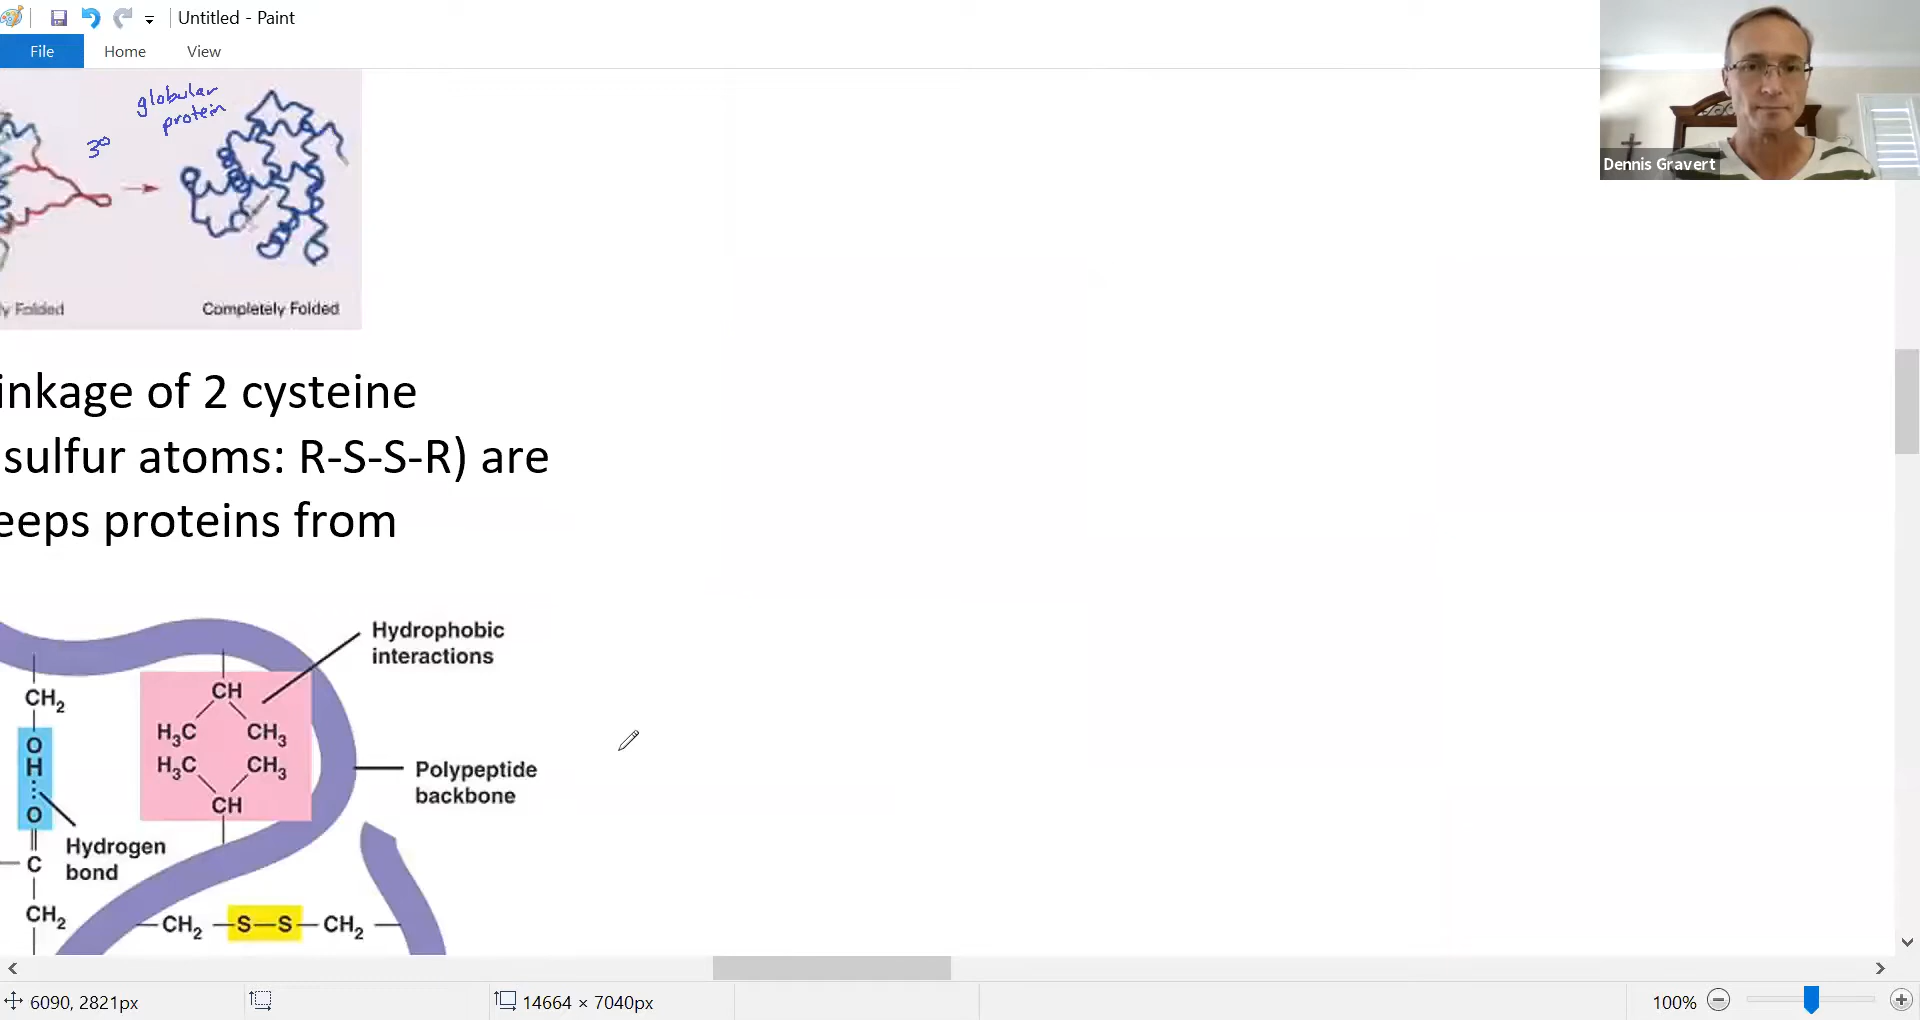 Untitled - Paint
File Home View
Dennis Gravert
globular
protein
3°
y Folded
Completely Folded
inkage of 2 cysteine
sulfur atoms: R-S-S-R) are
eeps proteins from
Hydrophobic
interactions
CH₂
CH
H₃C CH₃
H₃C CH₃
CH
O
H
O
C
CH₂
Hydrogen
bond
Polypeptide
backbone
CH₂ S—S CH₂
6090, 2821px
14664 × 7040px
100%